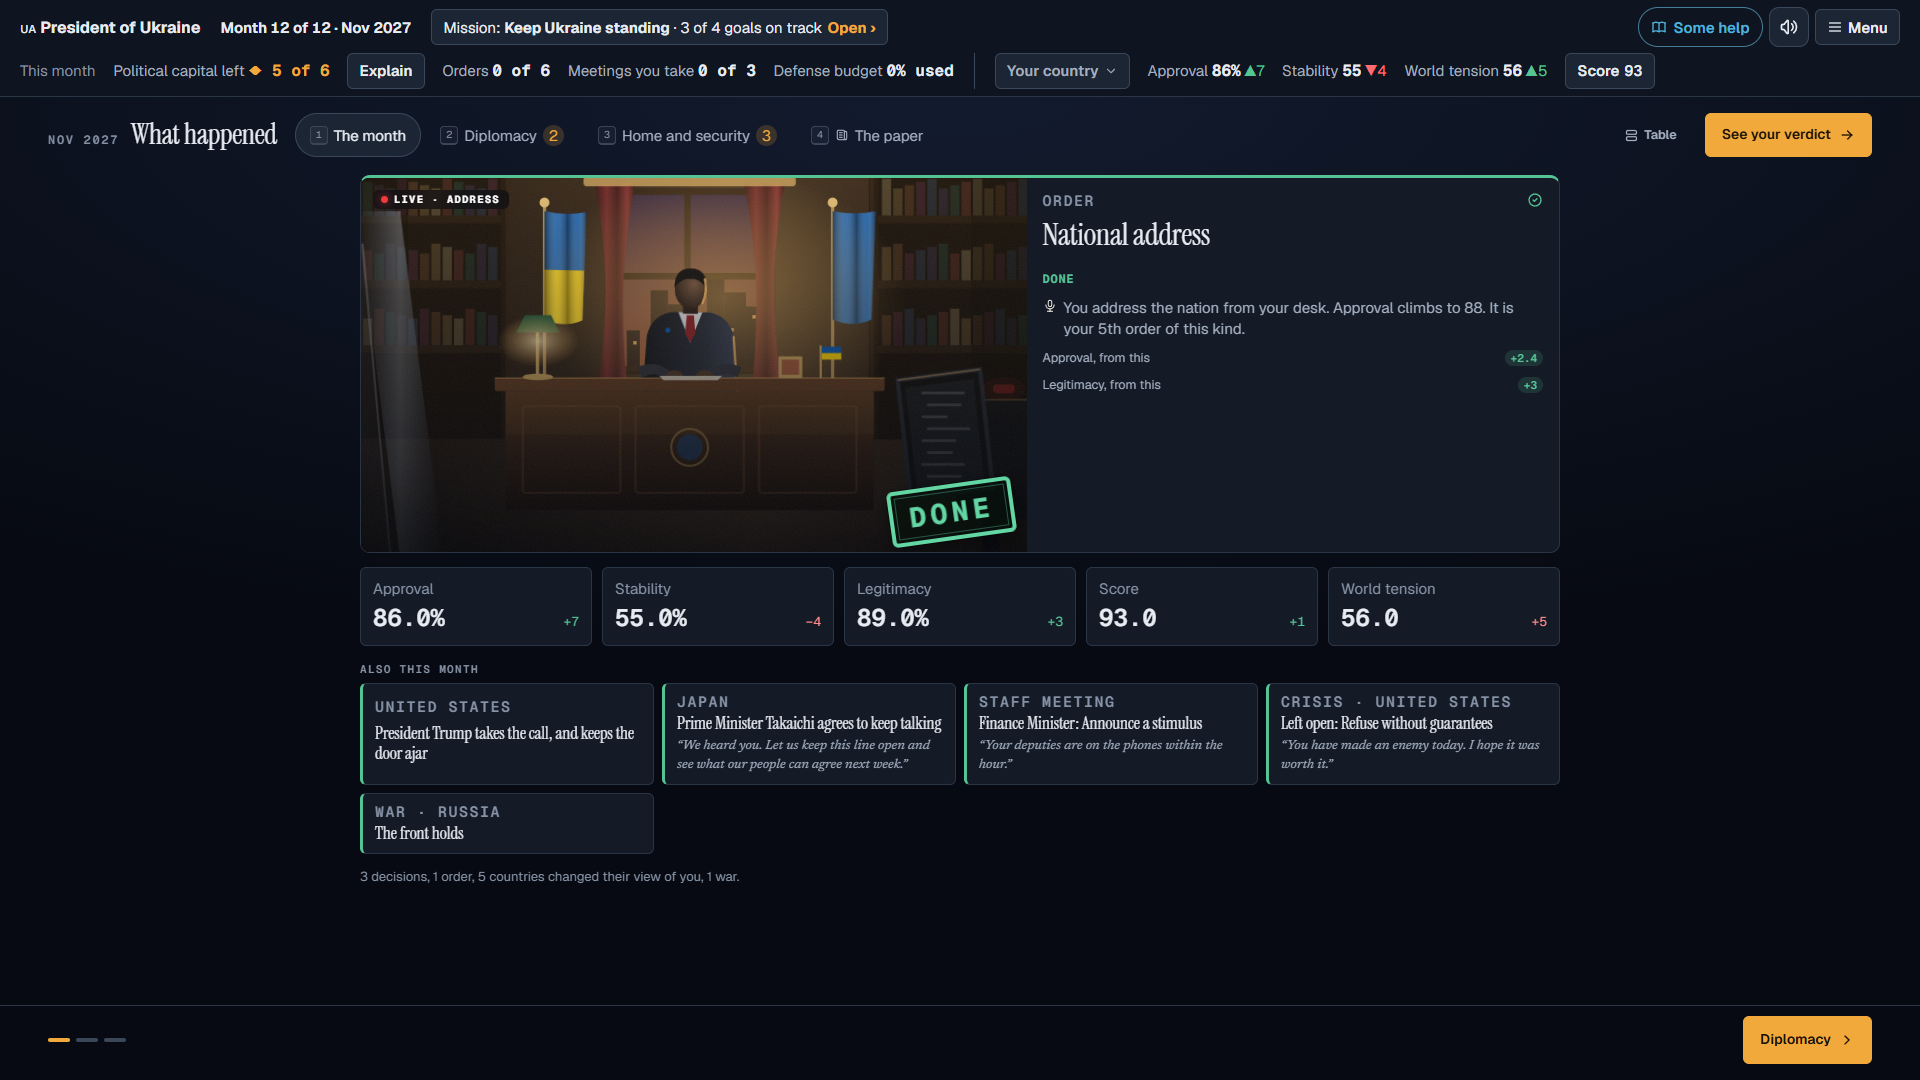 UA President of Ukraine Month 12 of 12 · Nov 2027 Mission: Keep Ukraine standing · 3 of 4 goals on track Open › Some help Menu
This month Political capital left 5 of 6 Explain Orders 0 of 6 Meetings you take 0 of 3 Defense budget 0% used Your country Approval 86% ▲7 Stability 55 ▼4 World tension 56 ▲5 Score 93
NOV 2027 What happened 1 The month 2 Diplomacy 2 3 Home and security 3 4 The paper Table See your verdict →
LIVE · ADDRESS
ORDER
National address
DONE
You address the nation from your desk. Approval climbs to 88. It is
your 5th order of this kind.
Approval, from this +2.4
Legitimacy, from this +3
DONE
Approval
86.0% +7
Stability
55.0% −4
Legitimacy
89.0% +3
Score
93.0 +1
World tension
56.0 +5
ALSO THIS MONTH
UNITED STATES
President Trump takes the call, and keeps the
door ajar
JAPAN
Prime Minister Takaichi agrees to keep talking
“We heard you. Let us keep this line open and
see what our people can agree next week.”
STAFF MEETING
Finance Minister: Announce a stimulus
“Your deputies are on the phones within the
hour.”
CRISIS · UNITED STATES
Left open: Refuse without guarantees
“You have made an enemy today. I hope it was
worth it.”
WAR · RUSSIA
The front holds
3 decisions, 1 order, 5 countries changed their view of you, 1 war.
Diplomacy ›